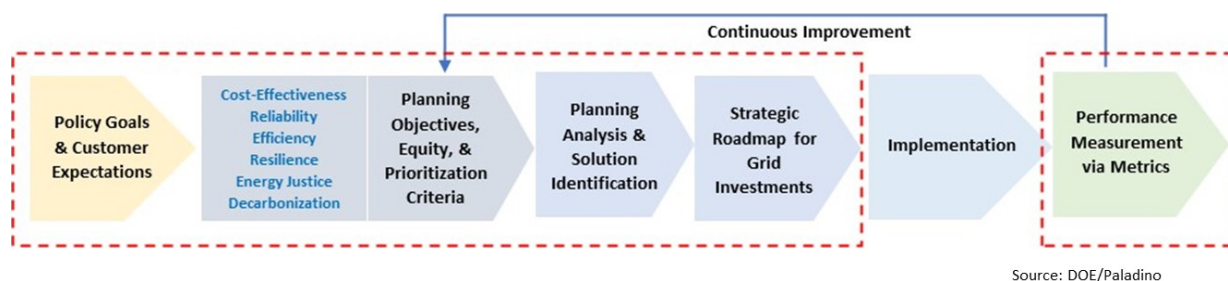 Continuous Improvement
Policy Goals
& Customer
Expectations
Cost-Effectiveness
Reliability
Efficiency
Resilience
Energy Justice
Decarbonization
Planning
Objectives,
Equity, &
Prioritization
Criteria
Planning
Analysis &
Solution
Identification
Strategic
Roadmap for
Grid
Investments
Implementation
Performance
Measurement
via Metrics
Source: DOE/Paladino